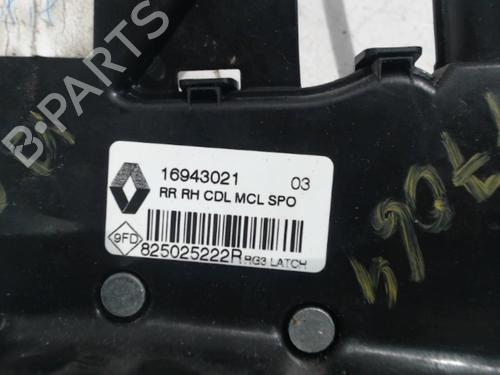 16943021 03
RR RH CDL MCL SPO
9FD
825025222R RG3 LATCH
B-PARTS